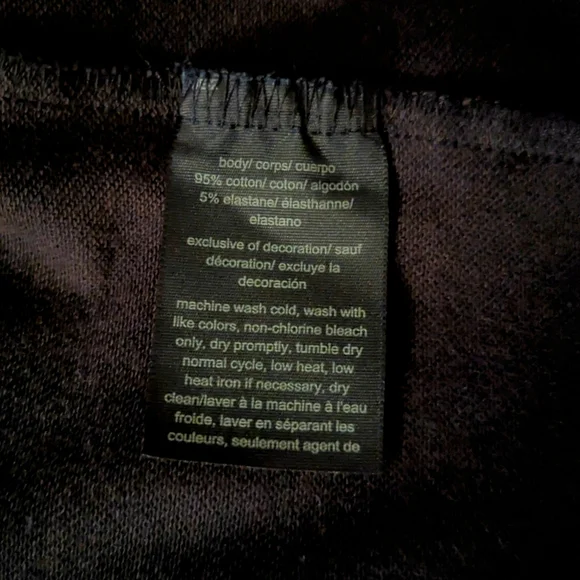 body/ corps/ cuerpo
95% cotton/ coton/ algodón
5% elastane/ élasthanne/
elastano
exclusive of decoration/ sauf
décoration/ excluye la
decoración
machine wash cold, wash with
like colors, non-chlorine bleach
only, dry promptly, tumble dry
normal cycle, low heat, low
heat iron if necessary, dry
clean/laver à la machine à l'eau
froide, laver en séparant les
couleurs, seulement agent de